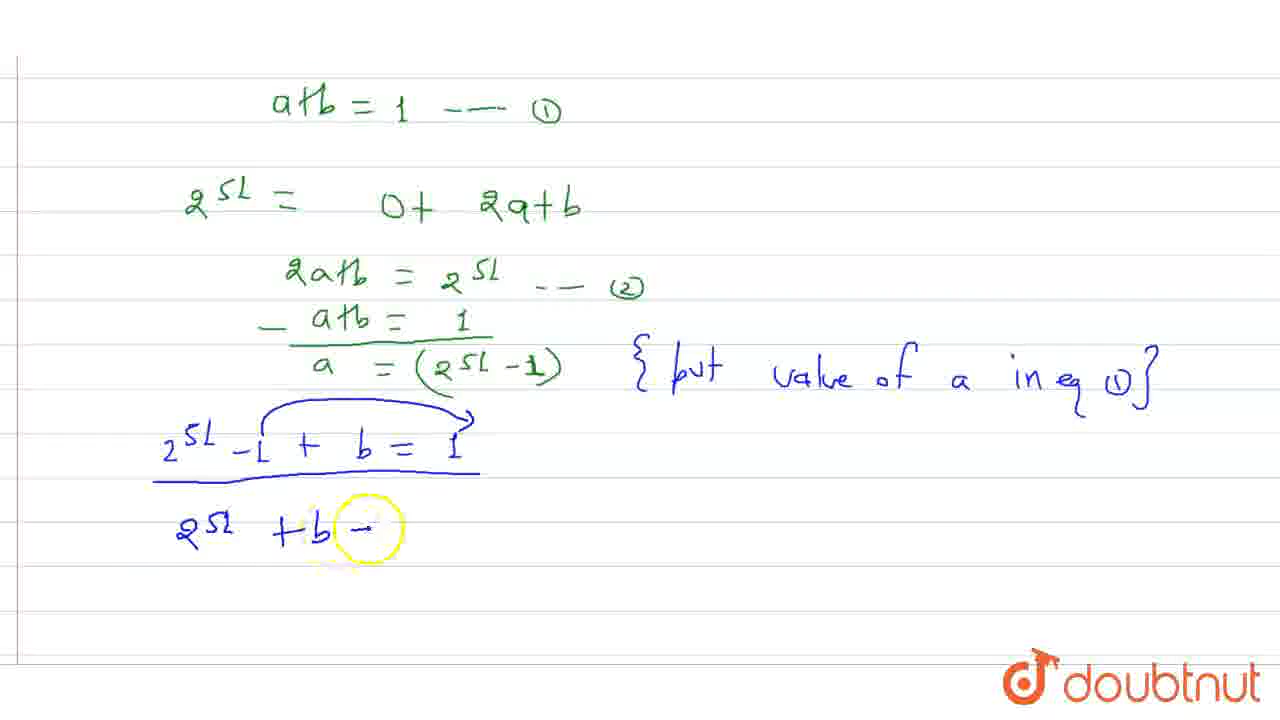 a+b = 1 --- ①
2^51 = 0+ 2a+b
2a+b = 2^51 -- ②
- a+b = 1
a = (2^51 - 1)
{ put value of a in eq ① }
2^51 - 1 + b = 1
2^51 + b -
doubtnut